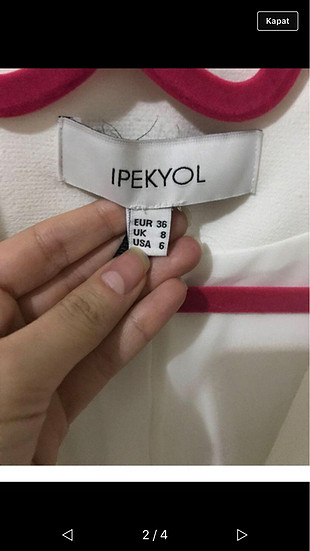 Kapat
IPEKYOL
EUR 36
UK 8
USA 6
2 / 4